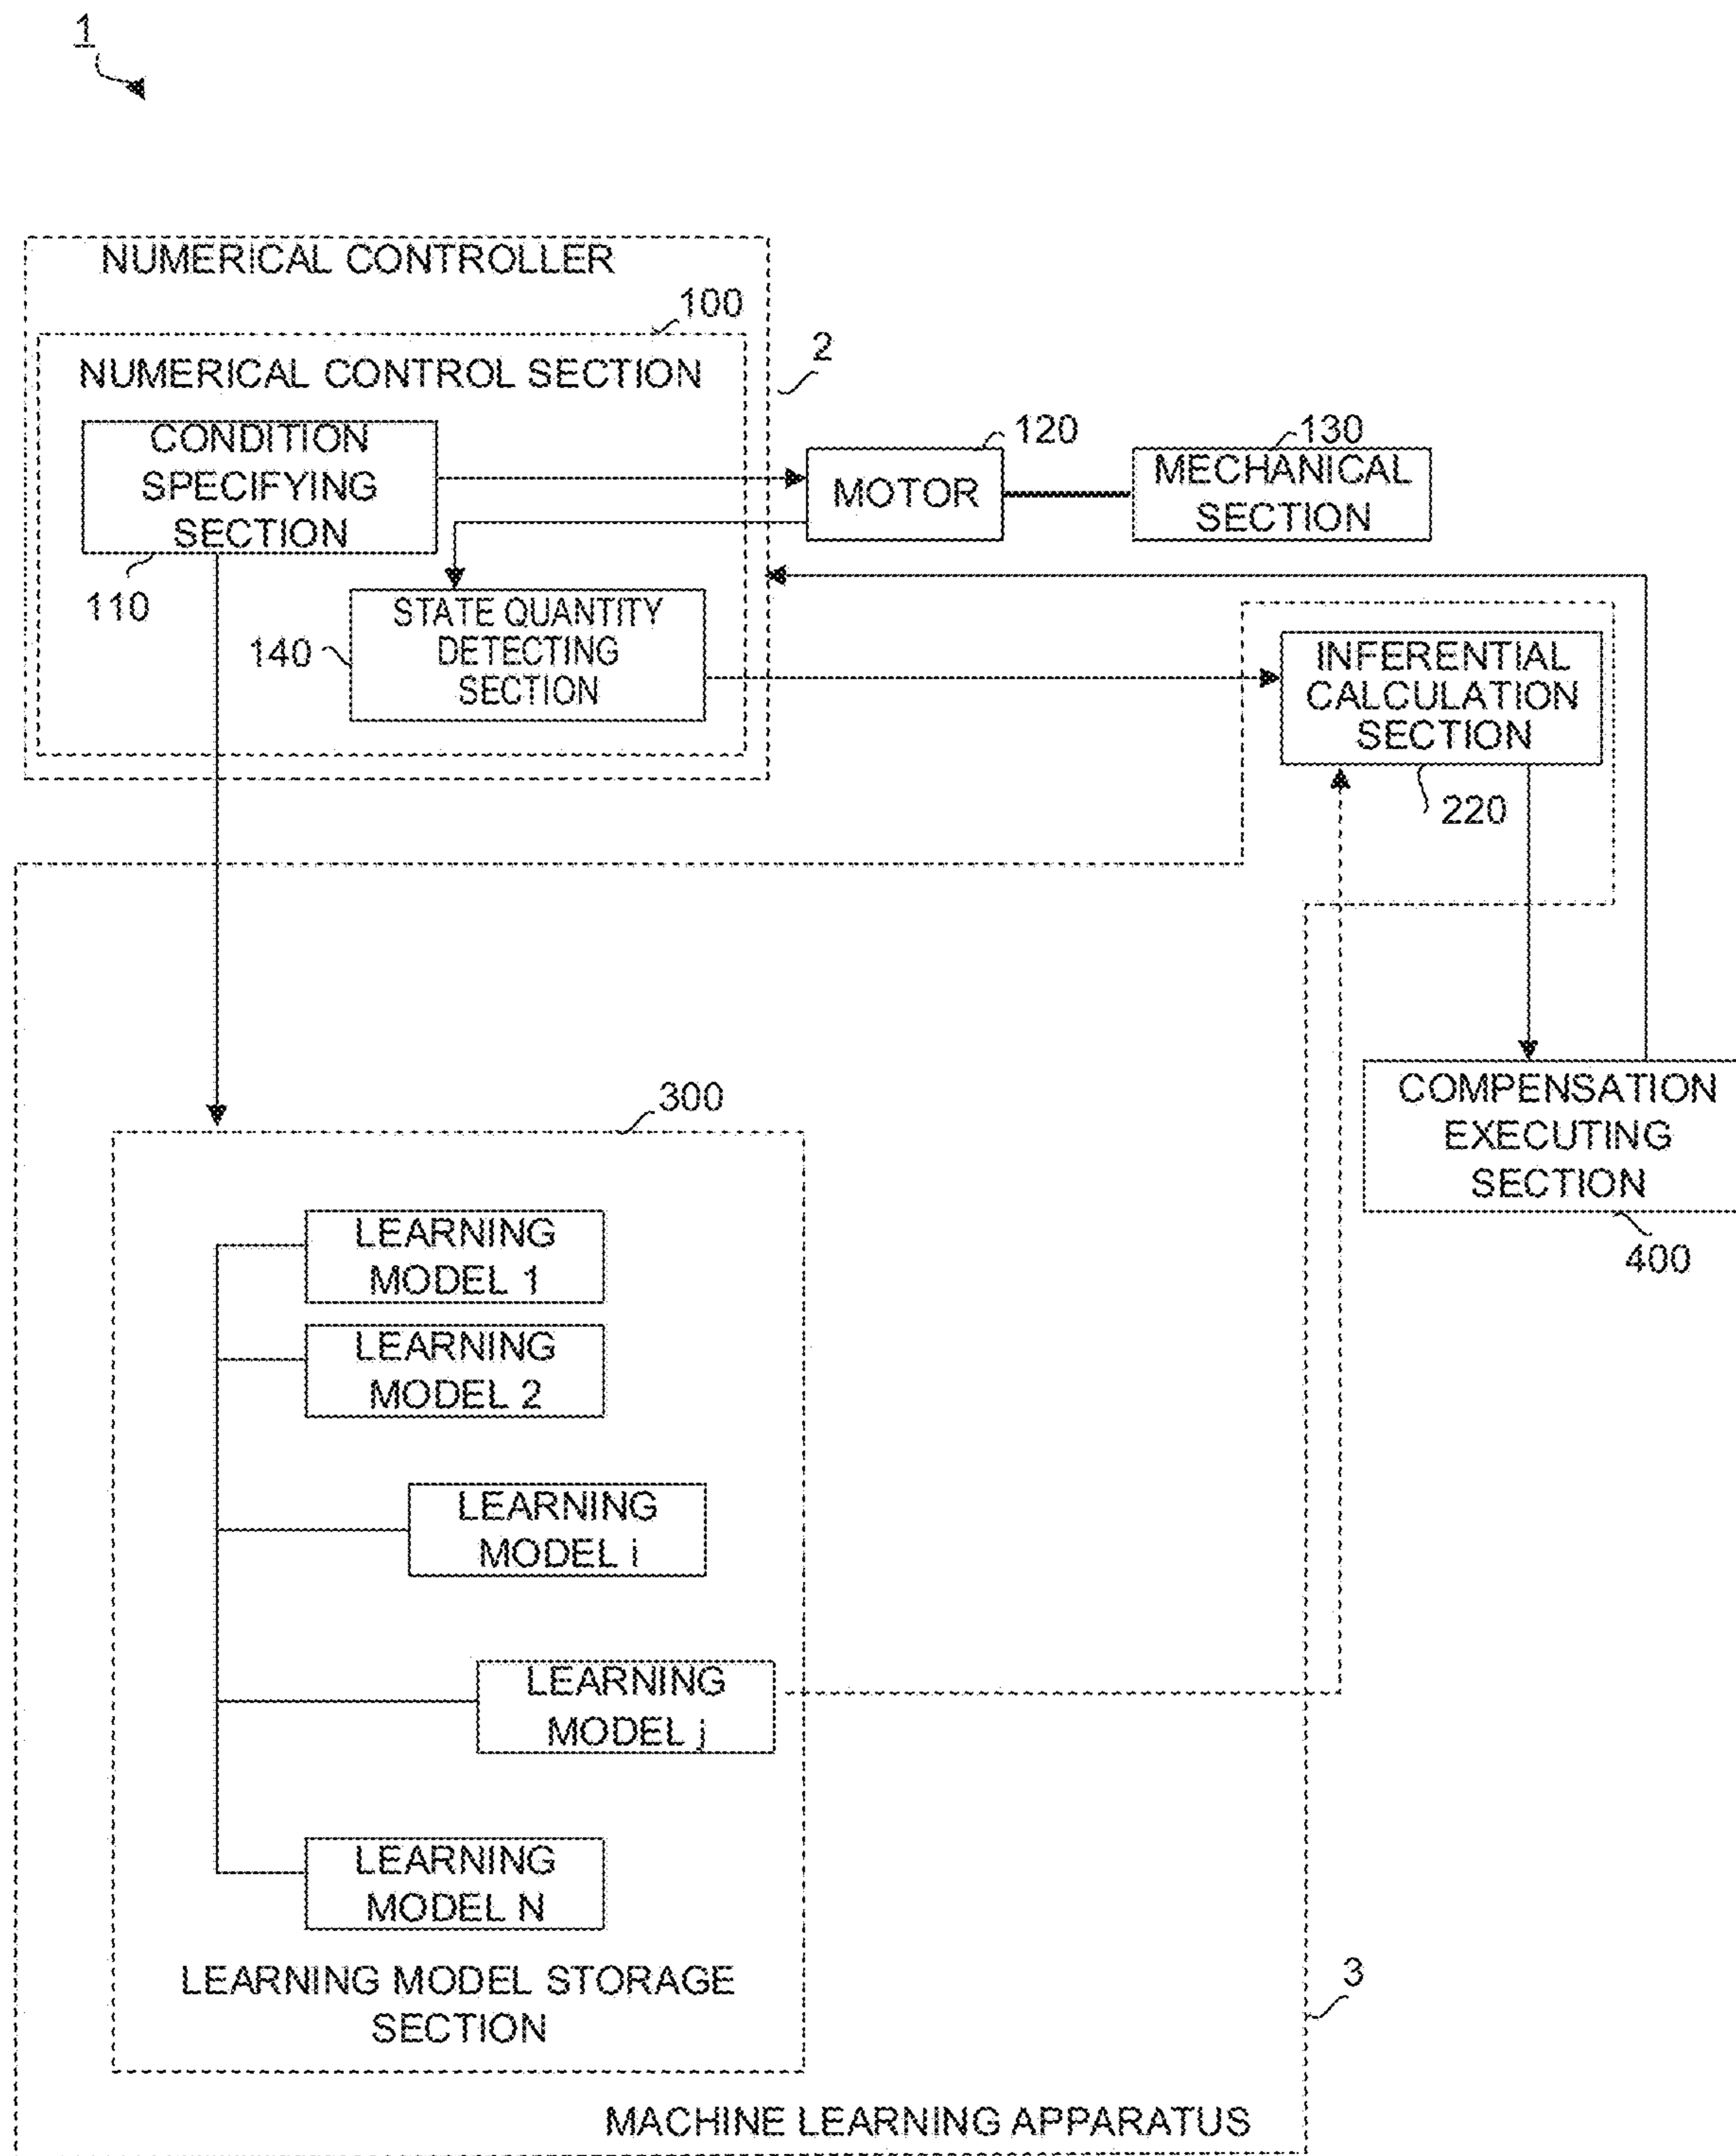 1
NUMERICAL CONTROLLER
100
NUMERICAL CONTROL SECTION
2
CONDITION
SPECIFYING
SECTION
110
120
MOTOR
130
MECHANICAL
SECTION
STATE QUANTITY
DETECTING
SECTION
140
INFERENTIAL
CALCULATION
SECTION
220
COMPENSATION
EXECUTING
SECTION
400
300
LEARNING
MODEL 1
LEARNING
MODEL 2
LEARNING
MODEL i
LEARNING
MODEL j
LEARNING
MODEL N
LEARNING MODEL STORAGE
SECTION
3
MACHINE LEARNING APPARATUS